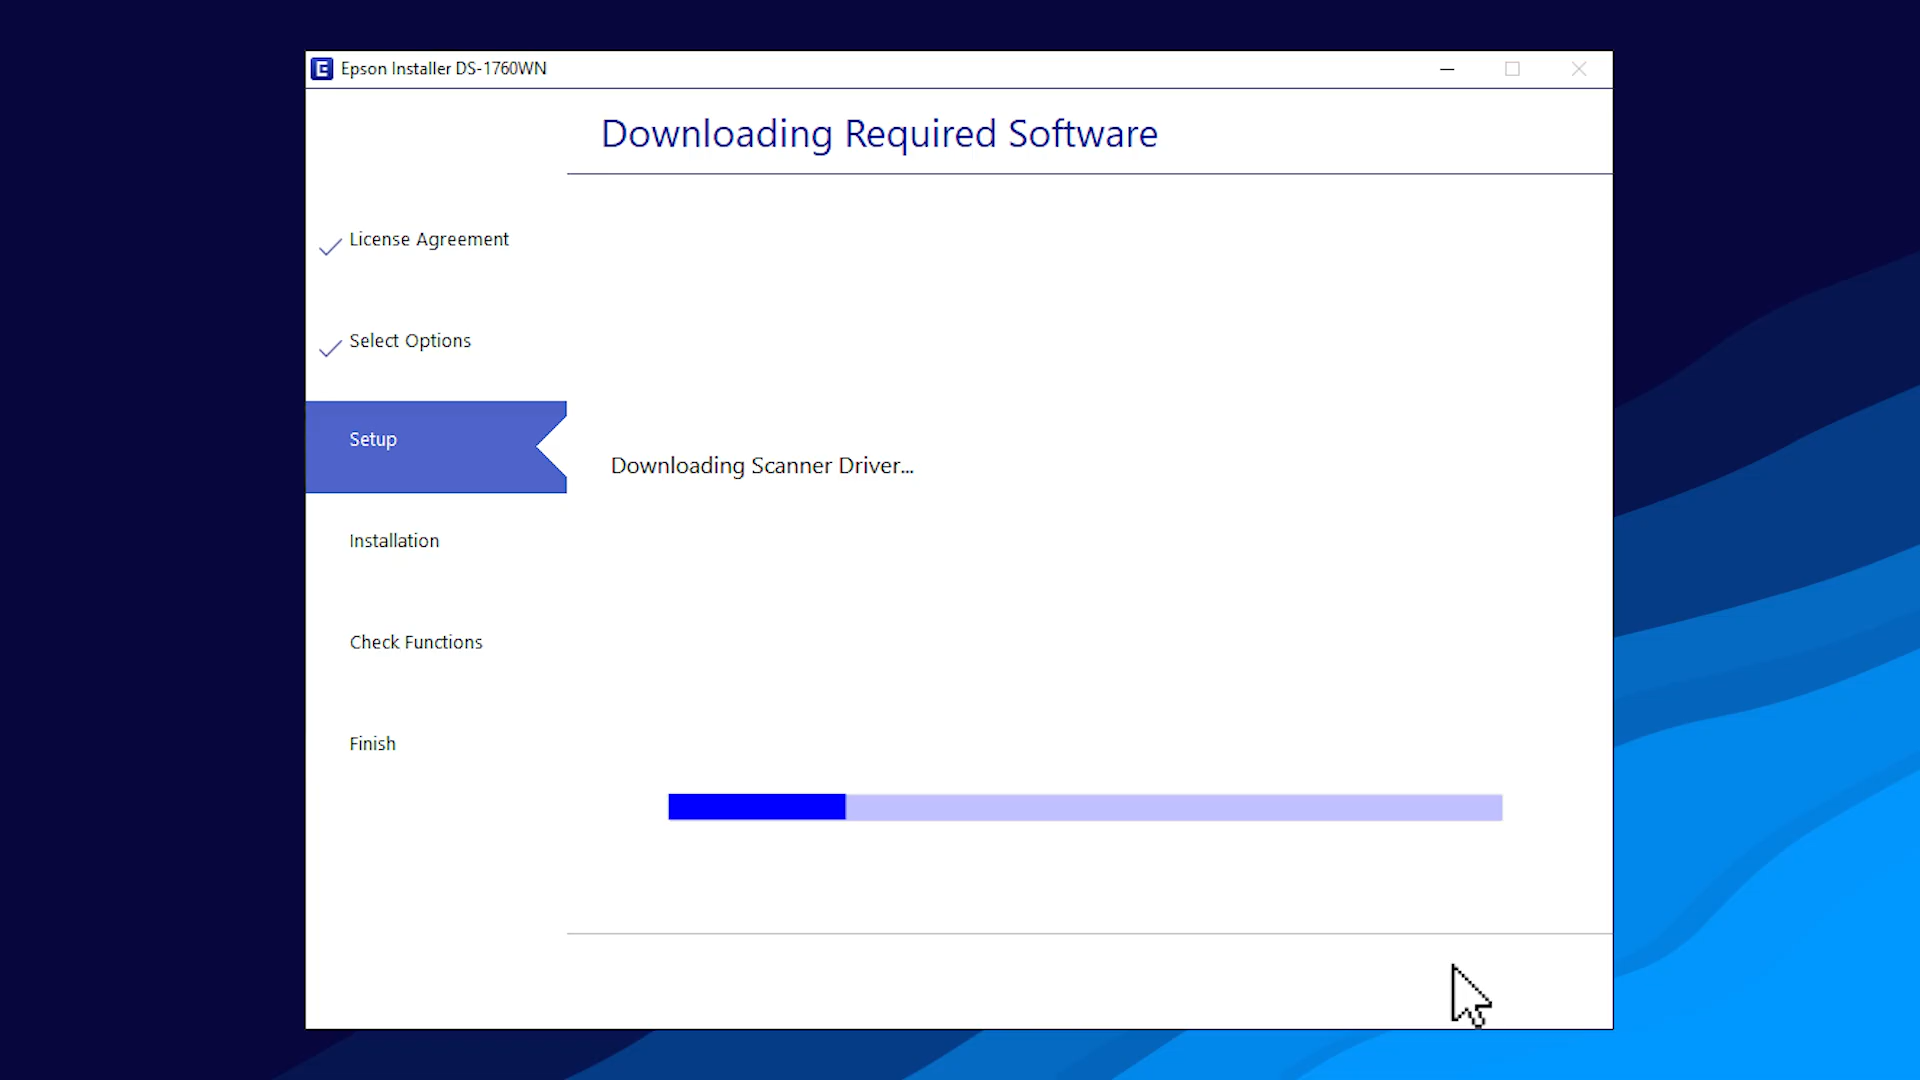 Epson Installer DS-1760WN
Downloading Required Software
License Agreement
Select Options
Setup
Downloading Scanner Driver...
Installation
Check Functions
Finish